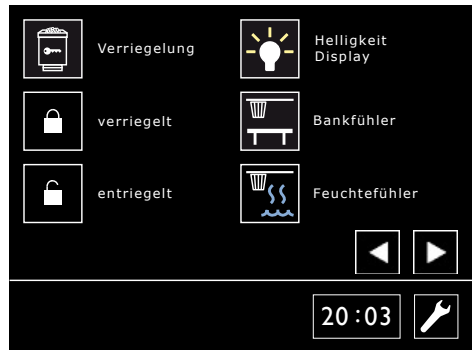 Verriegelung
verriegelt
entriegelt
Helligkeit
Display
Bankfühler
Feuchtefühler
20:03